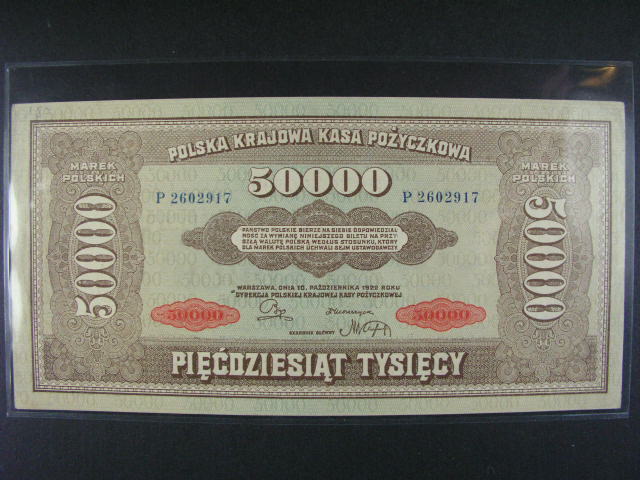 POLSKA KRAJOWA KASA POŻYCZKOWA
MAREK POLSKICH
MAREK POLSKICH
50000
P 2602917
P 2602917
50000
50000
PAŃSTWO POLSKIE BIERZE NA SIEBIE ODPOWIEDZIAL
NOŚĆ ZA WYMIANĘ NINIEJSZEGO BILETU NA PRZY-
SZŁĄ WALUTĘ POLSKĄ WEDŁUG STOSUNKU, KTÓRY
DLA MAREK POLSKICH UCHWALI SEJM USTAWODAWCZY
WARSZAWA, DNIA 10. PAŹDZIERNIKA 1922 ROKU
DYREKCJA POLSKIEJ KRAJOWEJ KASY POŻYCZKOWEJ
50000
50000
SKARBNIK GŁÓWNY
PIĘĆDZIESIĄT TYSIĘCY